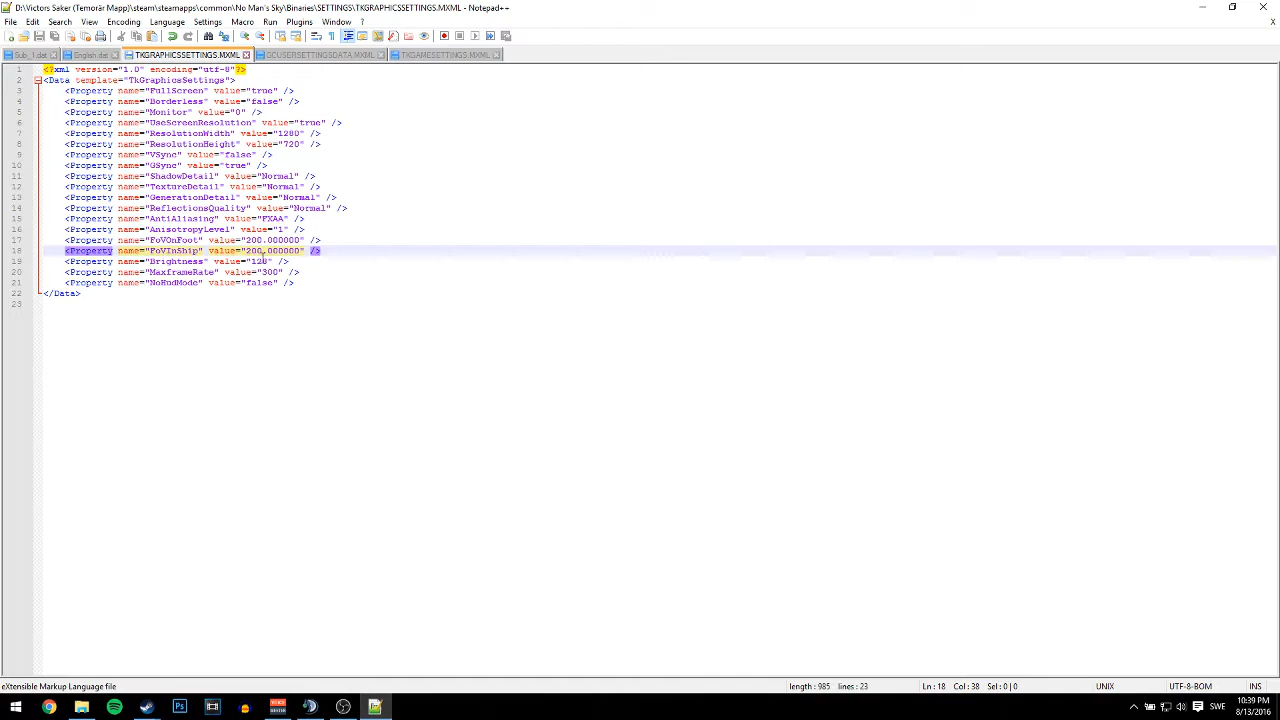 D:\Victors Saker (Temorär Mapp)\steam\steamapps\common\No Man's Sky\Binaries\SETTINGS\TKGRAPHICSSETTINGS.MXML - Notepad++
File Edit Search View Encoding Language Settings Macro Run Plugins Window ?
Sub_1.dat English.dat TKGRAPHICSSETTINGS.MXML GCUSERSETTINGSDATA.MXML TKGAMESETTINGS.MXML
1 <?xml version="1.0" encoding="utf-8"?>
2 <Data template="TkGraphicsSettings">
3 <Property name="FullScreen" value="true" />
4 <Property name="Borderless" value="false" />
5 <Property name="Monitor" value="0" />
6 <Property name="UseScreenResolution" value="true" />
7 <Property name="ResolutionWidth" value="1280" />
8 <Property name="ResolutionHeight" value="720" />
9 <Property name="VSync" value="false" />
10 <Property name="GSync" value="true" />
11 <Property name="ShadowDetail" value="Normal" />
12 <Property name="TextureDetail" value="Normal" />
13 <Property name="GenerationDetail" value="Normal" />
14 <Property name="ReflectionsQuality" value="Normal" />
15 <Property name="AntiAliasing" value="FXAA" />
16 <Property name="AnisotropyLevel" value="1" />
17 <Property name="FoVOnFoot" value="200.000000" />
18 <Property name="FoVInShip" value="200.000000" />
19 <Property name="Brightness" value="128" />
20 <Property name="MaxframeRate" value="300" />
21 <Property name="NoHudMode" value="false" />
22 </Data>
23
eXtensible Markup Language file length : 985 lines : 23 Ln : 18 Col : 38 Sel : 0 | 0 UNIX UTF-8-BOM INS
SWE 10:39 PM
8/13/2016